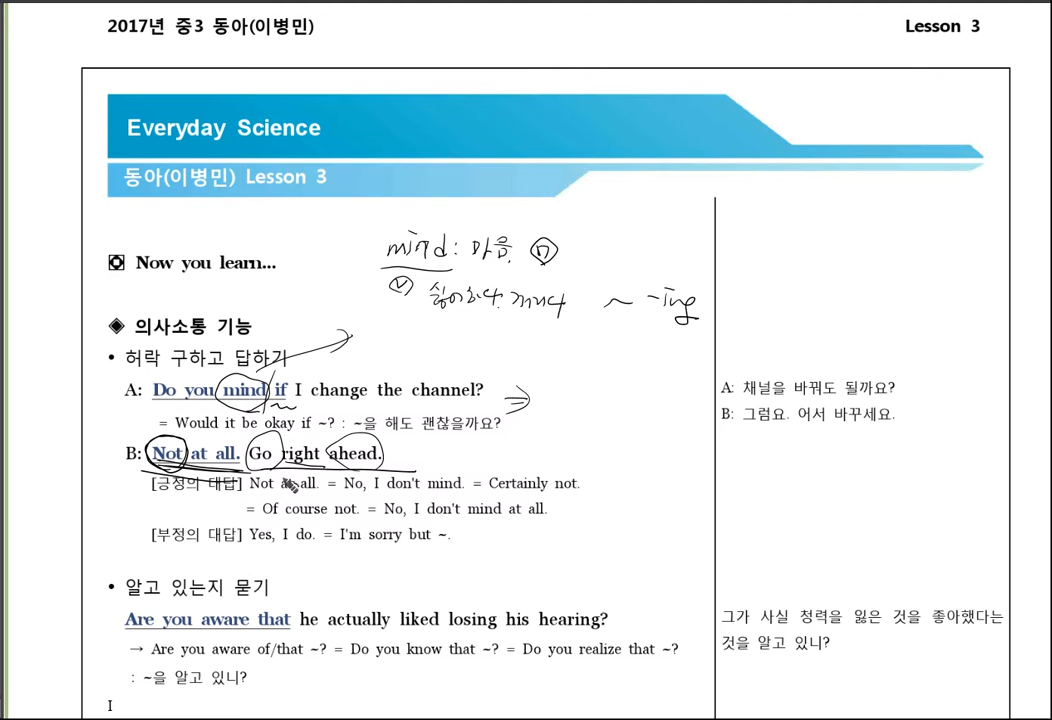 2017년 중3 동아(이병민) Lesson 3
Everyday Science
동아(이병민) Lesson 3
mind : 마음 n
Now you learn...
v 싫어하다. 꺼리다 ~ -ing
◈ 의사소통 기능
• 허락 구하고 답하기
A: Do you mind if I change the channel?
A: 채널을 바꿔도 될까요?
= Would it be okay if ~? : ~을 해도 괜찮을까요?
B: 그럼요. 어서 바꾸세요.
B: Not at all. Go right ahead.
[긍정의 대답] Not at all. = No, I don't mind. = Certainly not.
= Of course not. = No, I don't mind at all.
[부정의 대답] Yes, I do. = I'm sorry but ~.
• 알고 있는지 묻기
Are you aware that he actually liked losing his hearing?
그가 사실 청력을 잃은 것을 좋아했다는
것을 알고 있니?
→ Are you aware of/that ~? = Do you know that ~? = Do you realize that ~?
: ~을 알고 있니?